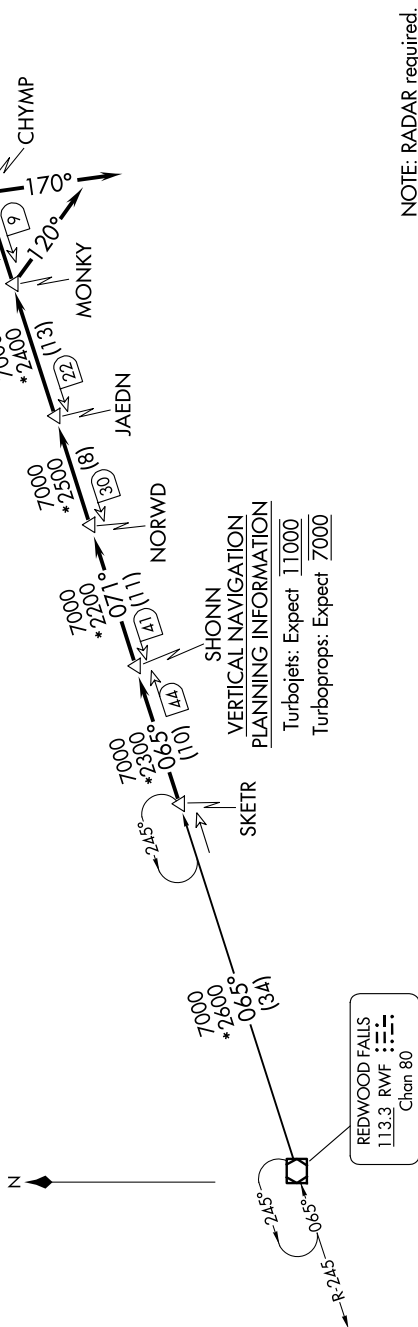 CHYMP
170°
120°
9
MONKY
*2400
(13)
22
JAEDN
7000
*2500
(8)
30
NORWD
7000
*2200
071°
(11)
41
44
SHONN
VERTICAL NAVIGATION
PLANNING INFORMATION
Turbojets: Expect 11000
Turboprops: Expect 7000
7000
*2300
065°
(10)
245°
SKETR
7000
*2600
065°
(34)
REDWOOD FALLS
113.3 RWF
Chan 80
245°
065°
R-245
N
NOTE: RADAR required.